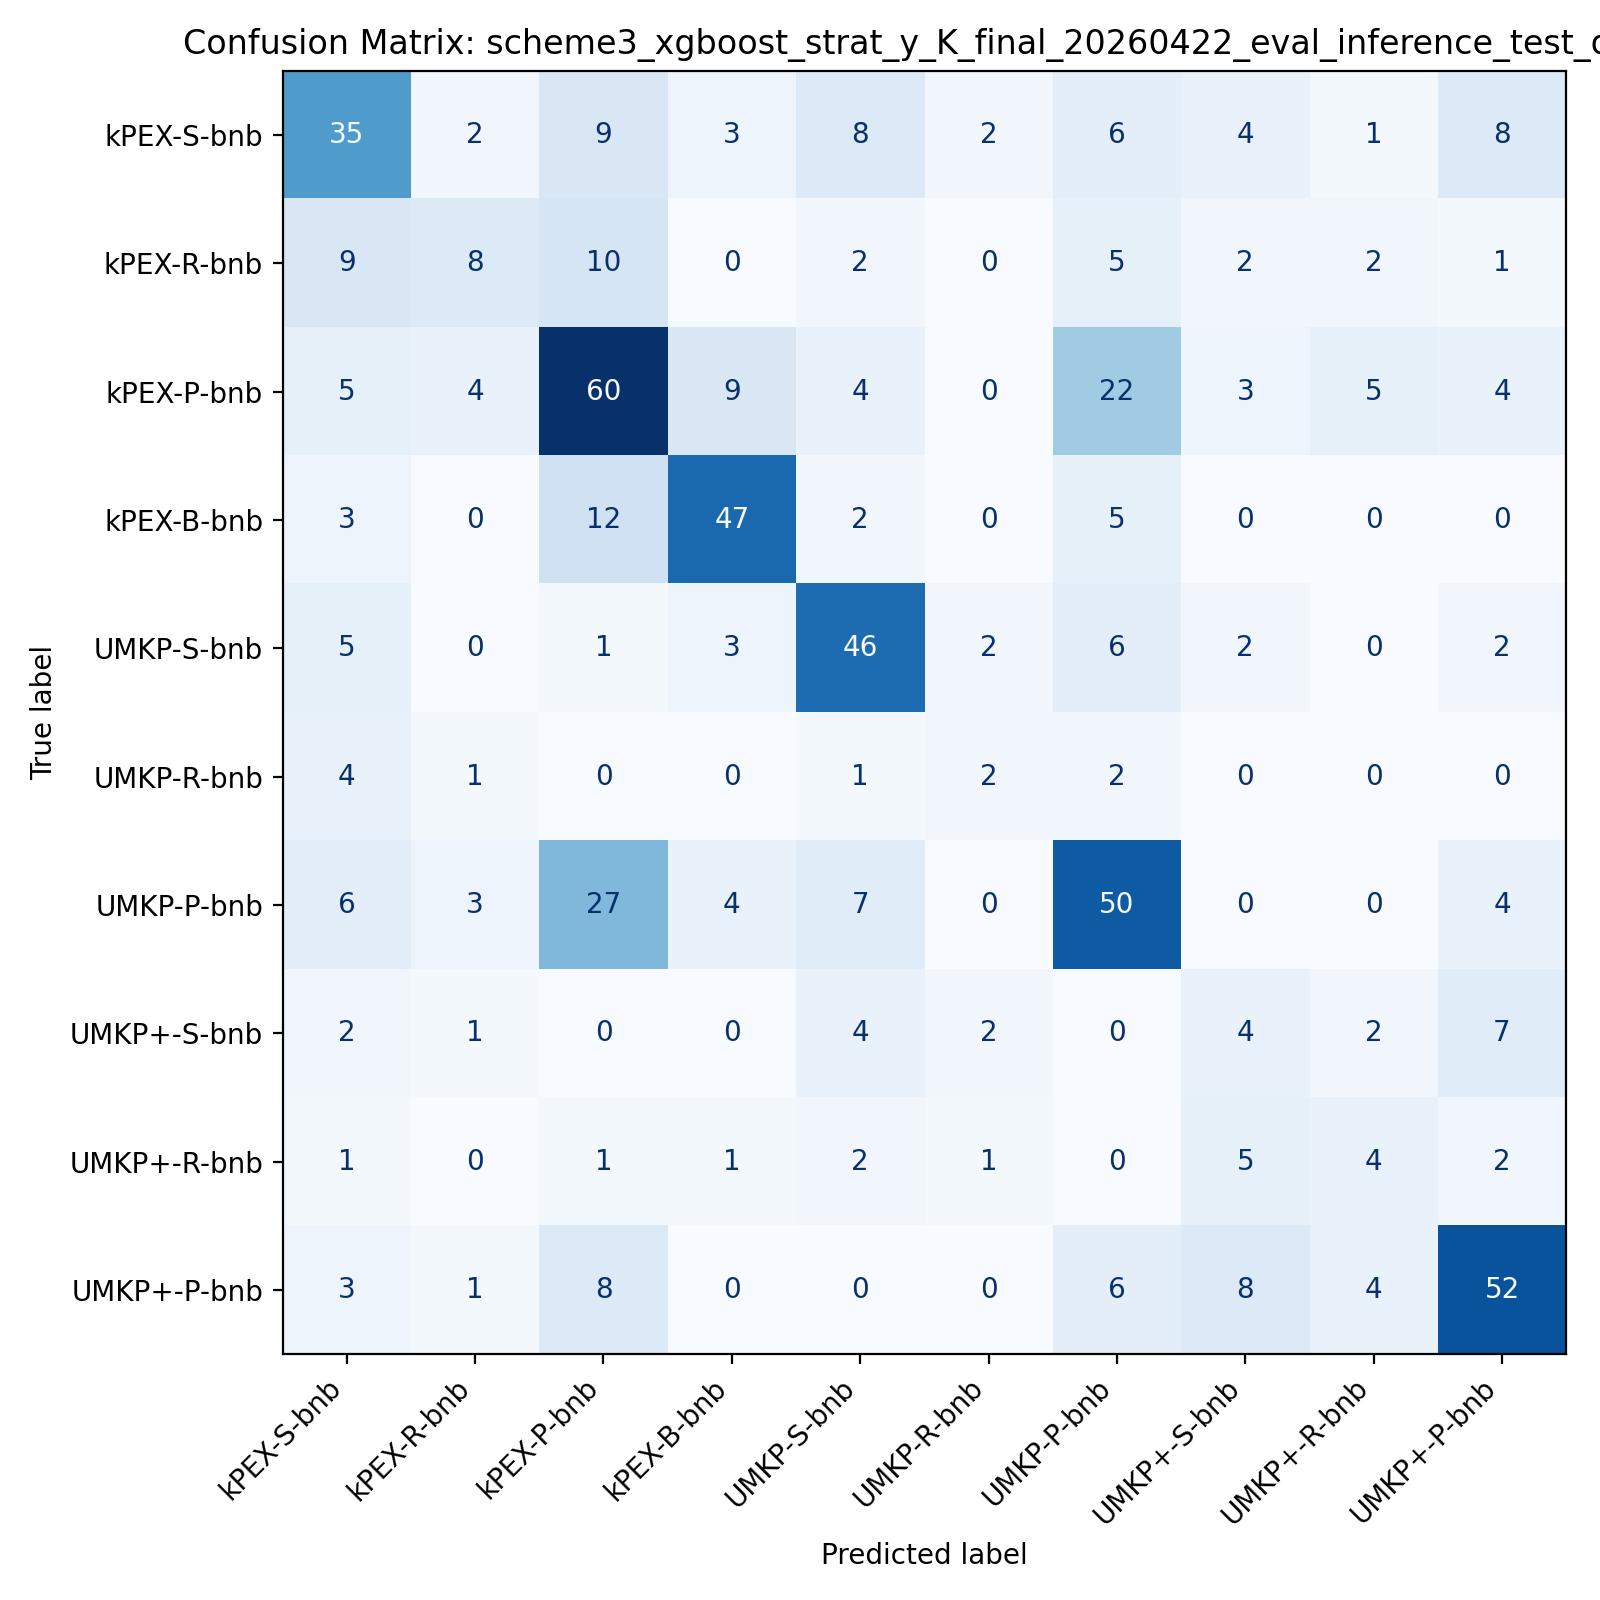 Confusion Matrix: scheme3_xgboost_strat_y_K_final_20260422_eval_inference_test_
kPEX-S-bnb 35 2 9 3 8 2 6 4 1 8
kPEX-R-bnb 9 8 10 0 2 0 5 2 2 1
kPEX-P-bnb 5 4 60 9 4 0 22 3 5 4
kPEX-B-bnb 3 0 12 47 2 0 5 0 0 0
UMKP-S-bnb 5 0 1 3 46 2 6 2 0 2
UMKP-R-bnb 4 1 0 0 1 2 2 0 0 0
UMKP-P-bnb 6 3 27 4 7 0 50 0 0 4
UMKP+-S-bnb 2 1 0 0 4 2 0 4 2 7
UMKP+-R-bnb 1 0 1 1 2 1 0 5 4 2
UMKP+-P-bnb 3 1 8 0 0 0 6 8 4 52
True label
kPEX-S-bnb kPEX-R-bnb kPEX-P-bnb kPEX-B-bnb UMKP-S-bnb UMKP-R-bnb UMKP-P-bnb UMKP+-S-bnb UMKP+-R-bnb UMKP+-P-bnb
Predicted label